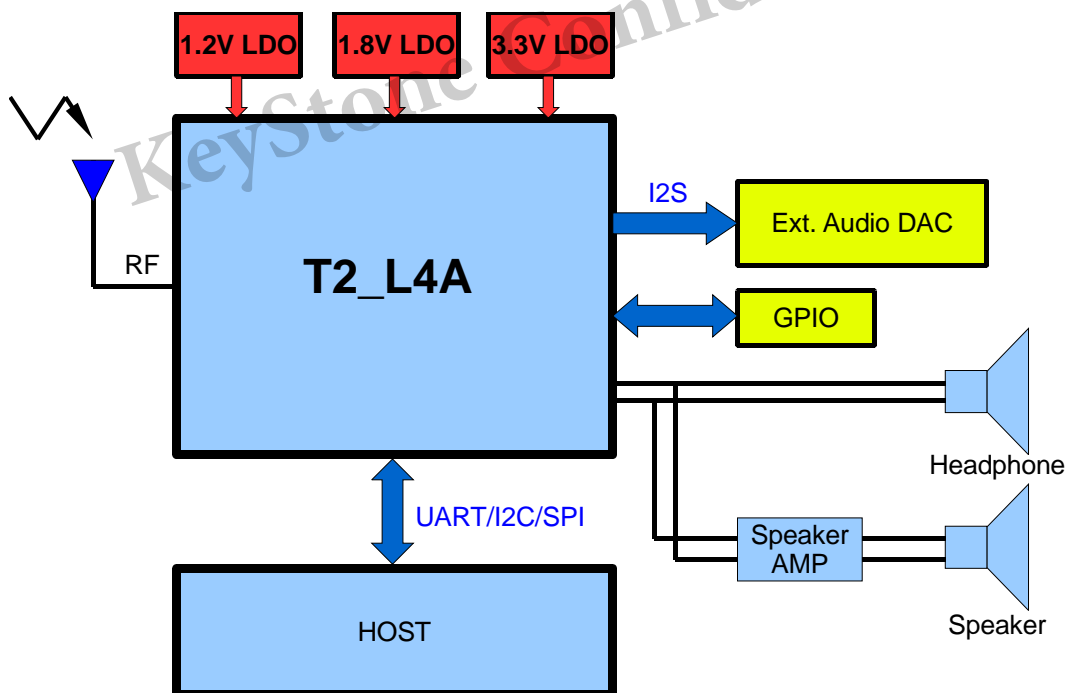 1.2V LDO
1.8V LDO
3.3V LDO
KeyStone
I2S
Ext. Audio DAC
RF
T2_L4A
GPIO
Headphone
UART/I2C/SPI
Speaker
AMP
HOST
Speaker